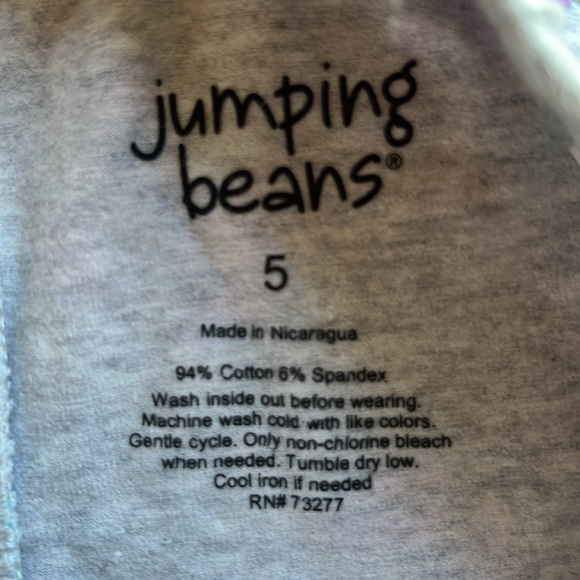 jumping
beans®
5
Made in Nicaragua
94% Cotton 6% Spandex
Wash inside out before wearing.
Machine wash cold with like colors.
Gentle cycle. Only non-chlorine bleach
when needed. Tumble dry low.
Cool iron if needed
RN# 73277